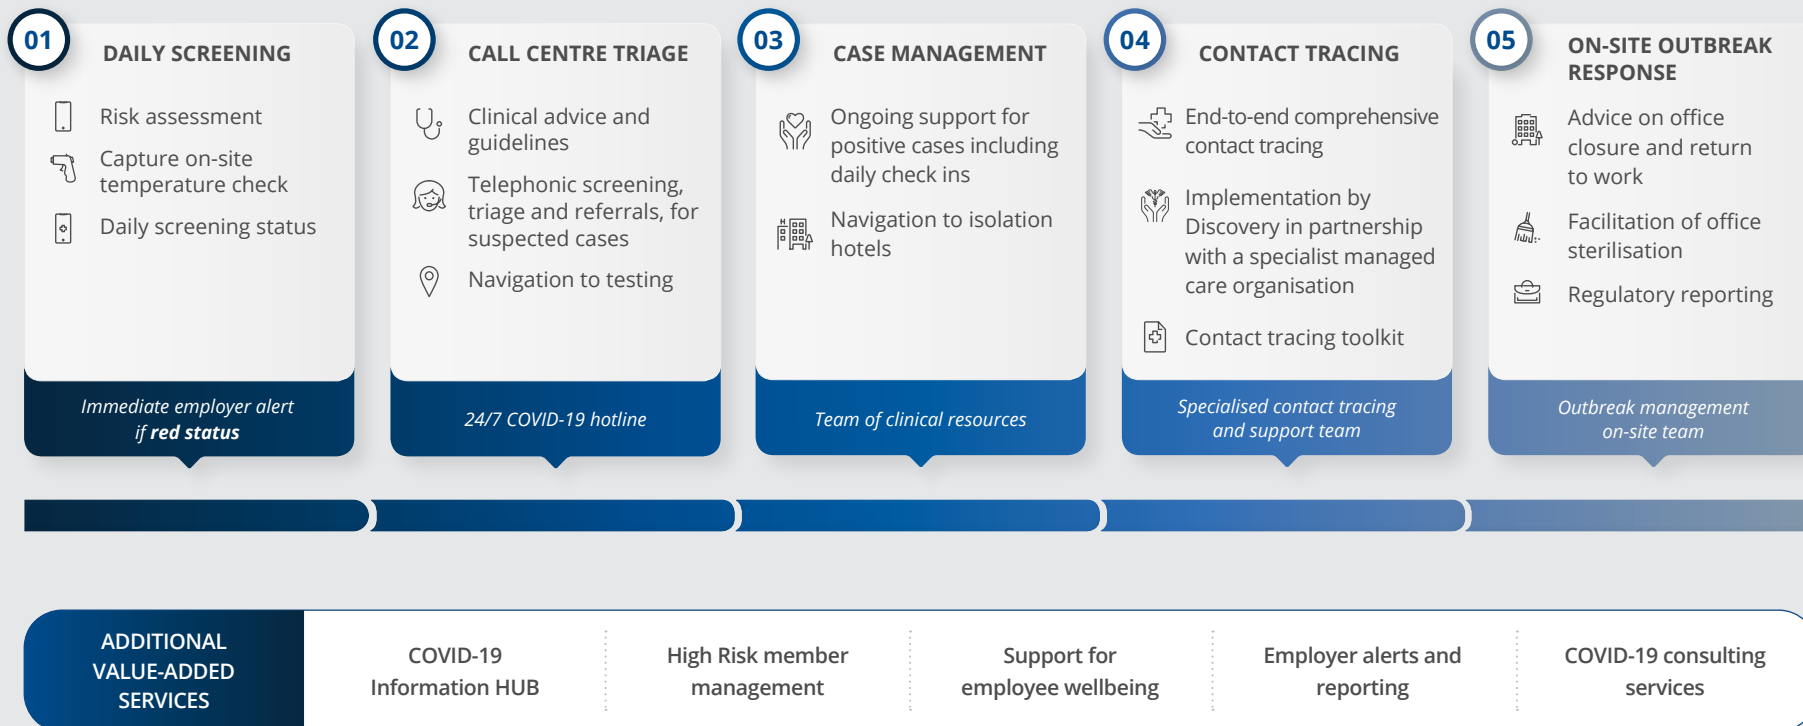 01
DAILY SCREENING
Risk assessment
Capture on-site
temperature check
Daily screening status
Immediate employer alert
if red status
02
CALL CENTRE TRIAGE
Clinical advice and
guidelines
Telephonic screening,
triage and referrals, for
suspected cases
Navigation to testing
24/7 COVID-19 hotline
03
CASE MANAGEMENT
Ongoing support for
positive cases including
daily check ins
Navigation to isolation
hotels
Team of clinical resources
04
CONTACT TRACING
End-to-end comprehensive
contact tracing
Implementation by
Discovery in partnership
with a specialist managed
care organisation
Contact tracing toolkit
Specialised contact tracing
and support team
05
ON-SITE OUTBREAK
RESPONSE
Advice on office
closure and return
to work
Facilitation of office
sterilisation
Regulatory reporting
Outbreak management
on-site team
ADDITIONAL
VALUE-ADDED
SERVICES
COVID-19
Information HUB
High Risk member
management
Support for
employee wellbeing
Employer alerts and
reporting
COVID-19 consulting
services